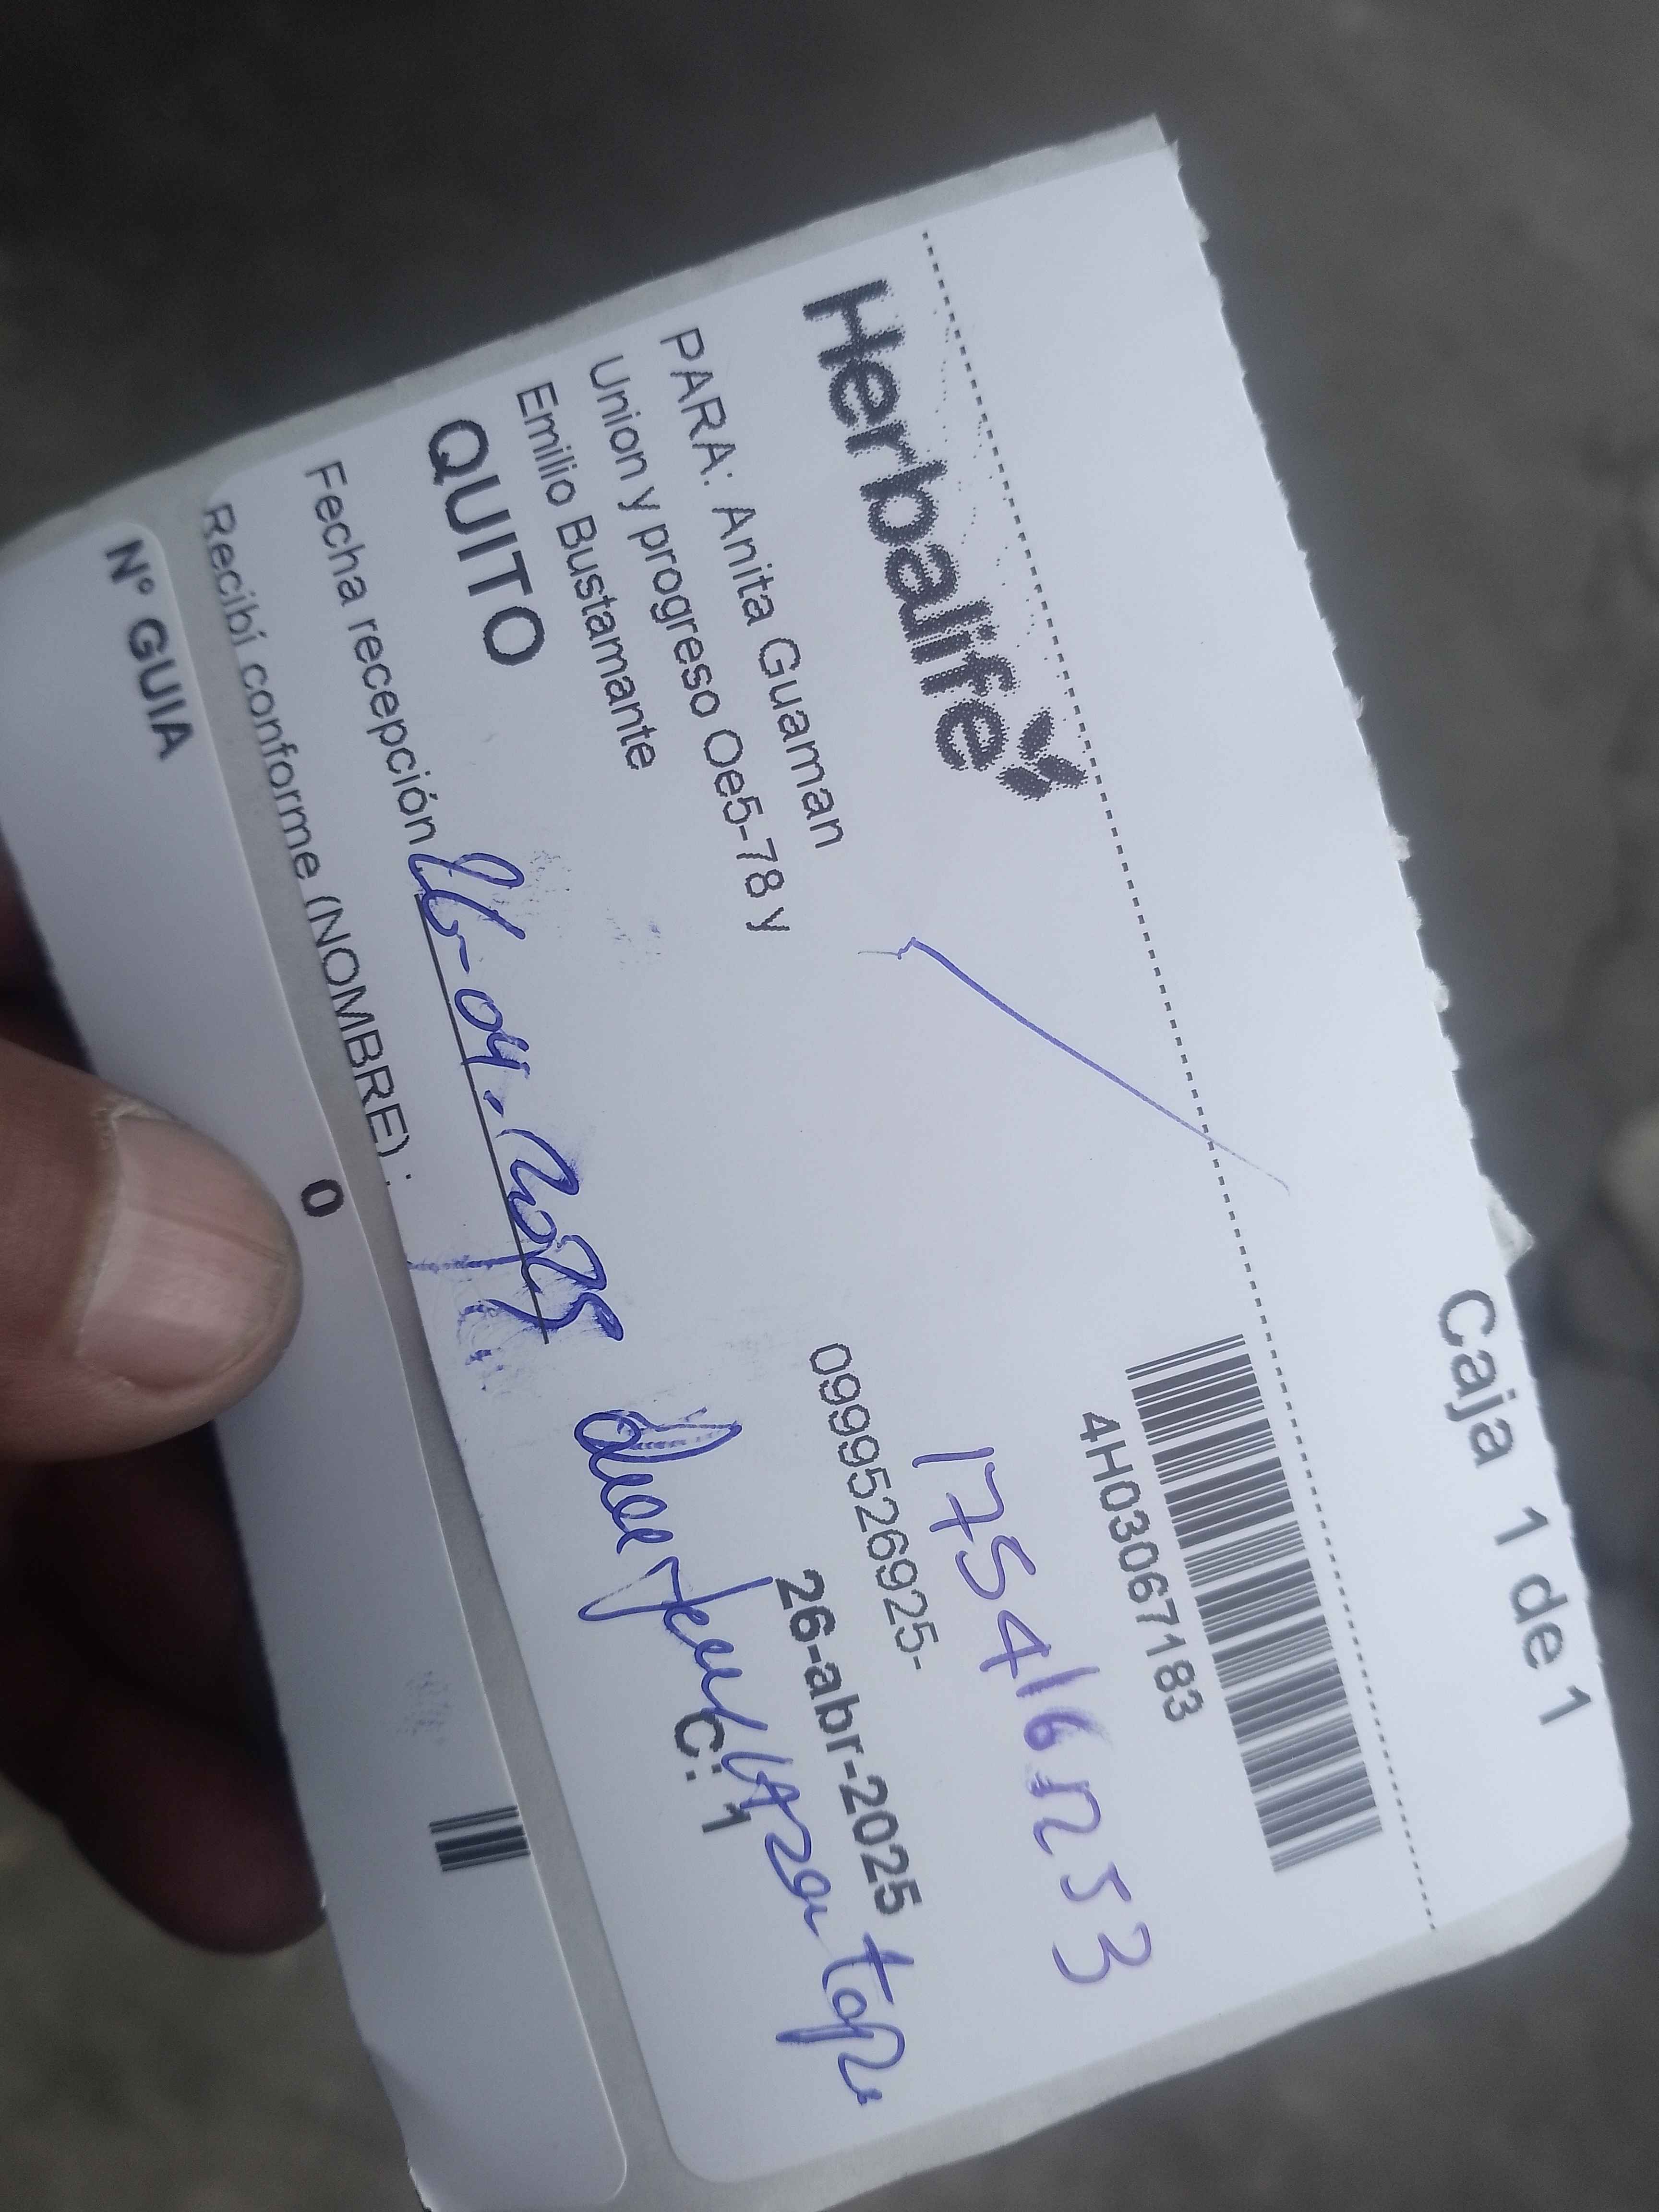 Caja 1 de 1
Herbalife
4H03067183
PARA: Anita Guaman
175416
Union y progreso Oe5-78 y
0999526925-
Emilio Bustamante
QUITO
26-abr-2025
C: 1
Fecha recepción 26-04-2025
Recibí conforme (NOMBRE) :
N° GUIA
0